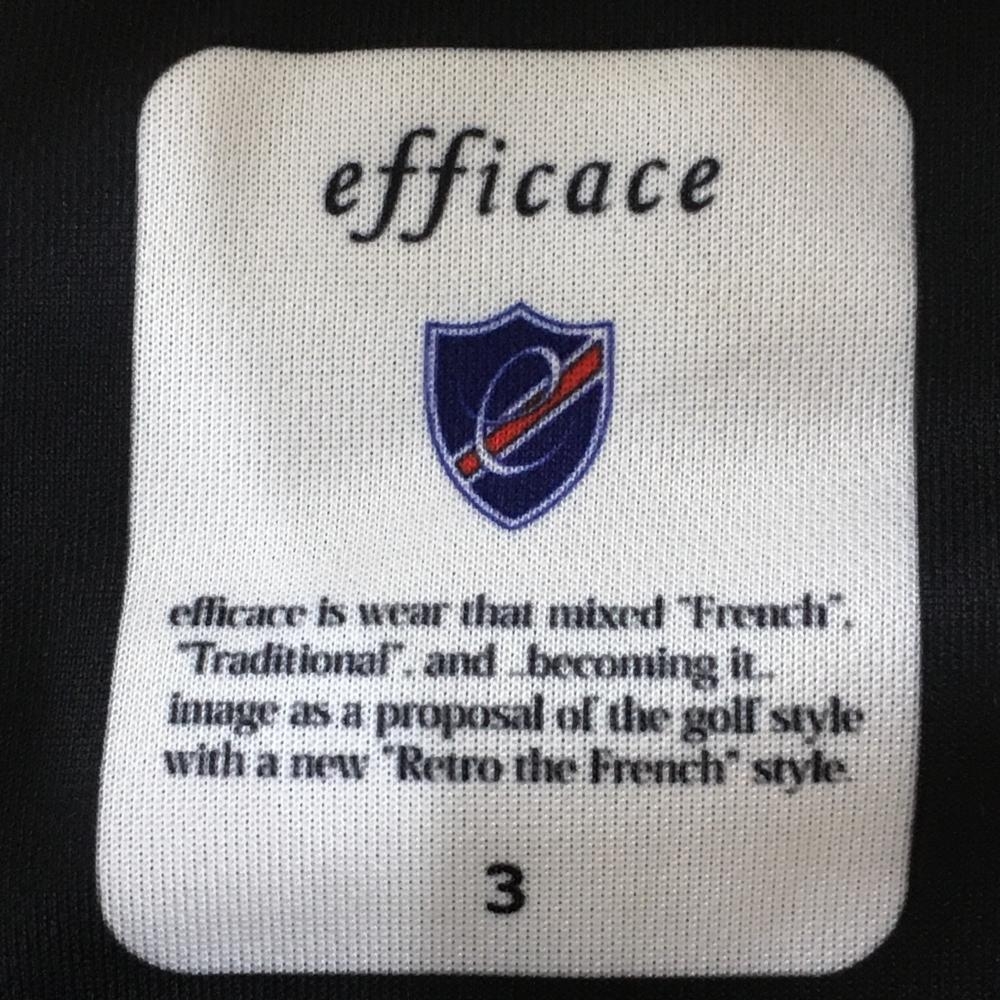 efficace
efficace is wear that mixed "French",
"Traditional", and ..becoming it..
image as a proposal of the golf style
with a new "Retro the French" style.
3